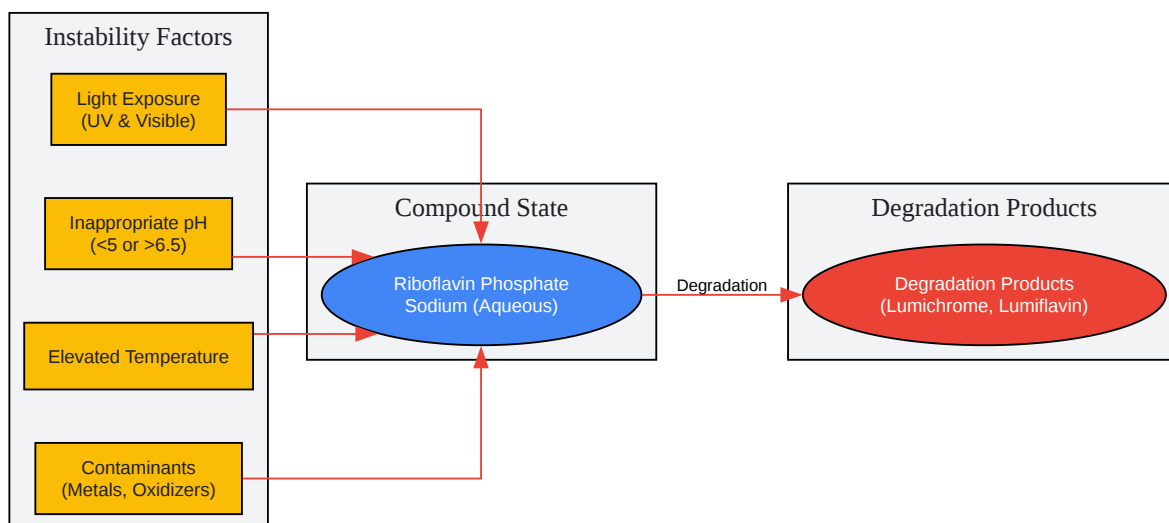 Instability Factors
Light Exposure
(UV & Visible)
Inappropriate pH
(<5 or >6.5)
Elevated Temperature
Contaminants
(Metals, Oxidizers)
Compound State
Riboflavin Phosphate
Sodium (Aqueous)
Degradation
Degradation Products
Degradation Products
(Lumichrome, Lumiflavin)